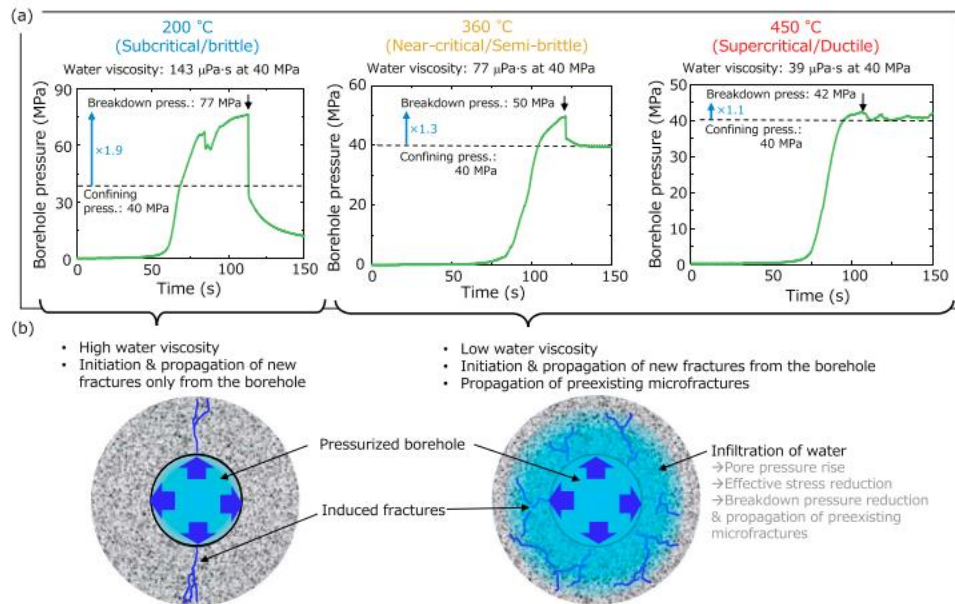 (a)
200 °C
(Subcritical/brittle)
Water viscosity: 143 μPa·s at 40 MPa
90
60
30
0
Borehole pressure (MPa)
Breakdown press.: 77 MPa
×1.9
Confining
press.: 40 MPa
0 50 100 150
Time (s)
360 °C
(Near-critical/Semi-brittle)
Water viscosity: 77 μPa·s at 40 MPa
60
40
20
0
Borehole pressure (MPa)
Breakdown press.: 50 MPa
×1.3
Confining press.:
40 MPa
0 50 100 150
Time (s)
450 °C
(Supercritical/Ductile)
Water viscosity: 39 μPa·s at 40 MPa
50
40
30
20
10
0
Borehole pressure (MPa)
Breakdown press.: 42 MPa
×1.1
Confining press.:
40 MPa
0 50 100 150
Time (s)
(b)
• High water viscosity
• Initiation & propagation of new
fractures only from the borehole
• Low water viscosity
• Initiation & propagation of new fractures from the borehole
• Propagation of preexisting microfractures
Pressurized borehole
Induced fractures
Infiltration of water
→Pore pressure rise
→Effective stress reduction
→Breakdown pressure reduction
& propagation of preexisting
microfractures